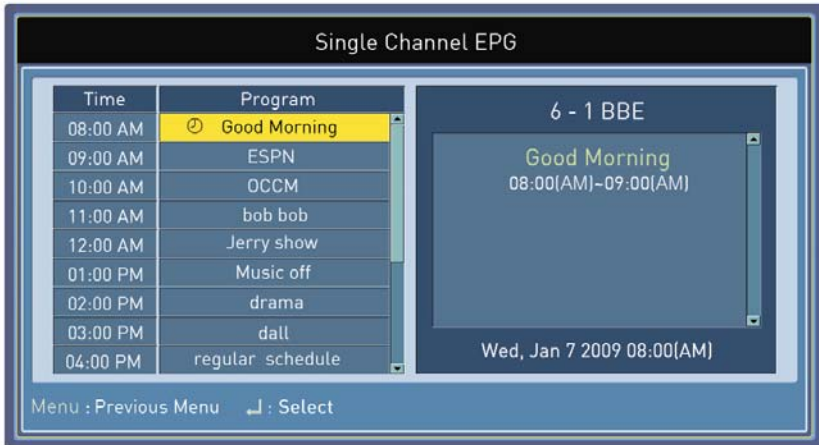 Single Channel EPG
Time Program
08:00 AM Good Morning
09:00 AM ESPN
10:00 AM OCCM
11:00 AM bob bob
12:00 AM Jerry show
01:00 PM Music off
02:00 PM drama
03:00 PM dall
04:00 PM regular schedule
6 - 1 BBE
Good Morning
08:00(AM)~09:00(AM)
Wed, Jan 7 2009 08:00(AM)
Menu : Previous Menu ↵ : Select